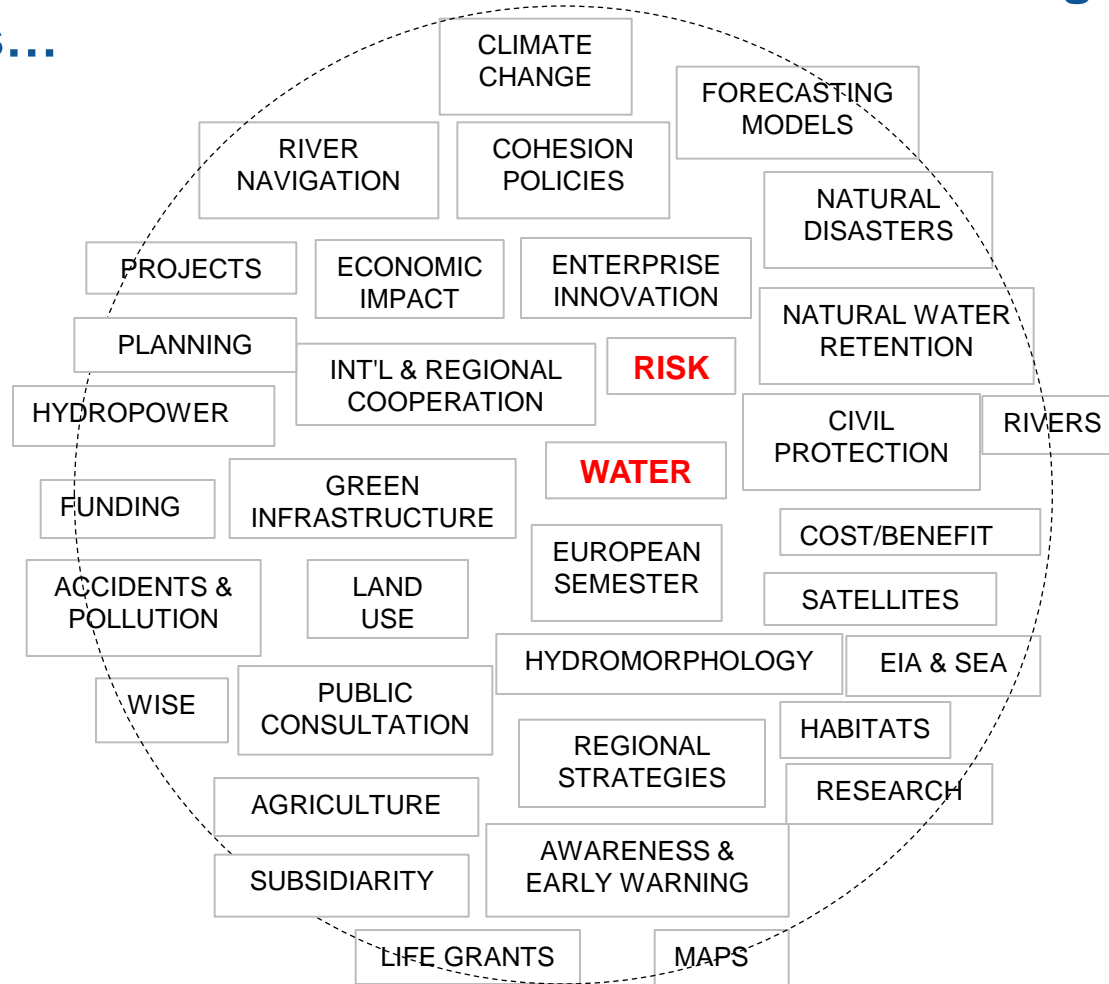 s...
CLIMATE
CHANGE
FORECASTING
MODELS
RIVER
NAVIGATION
COHESION
POLICIES
NATURAL
DISASTERS
PROJECTS
ECONOMIC
IMPACT
ENTERPRISE
INNOVATION
NATURAL WATER
RETENTION
PLANNING
INT'L & REGIONAL
COOPERATION
RISK
HYDROPOWER
CIVIL
PROTECTION
RIVERS
WATER
FUNDING
GREEN
INFRASTRUCTURE
COST/BENEFIT
EUROPEAN
SEMESTER
ACCIDENTS &
POLLUTION
LAND
USE
SATELLITES
HYDROMORPHOLOGY
EIA & SEA
WISE
PUBLIC
CONSULTATION
HABITATS
REGIONAL
STRATEGIES
RESEARCH
AGRICULTURE
AWARENESS &
EARLY WARNING
SUBSIDIARITY
LIFE GRANTS
MAPS